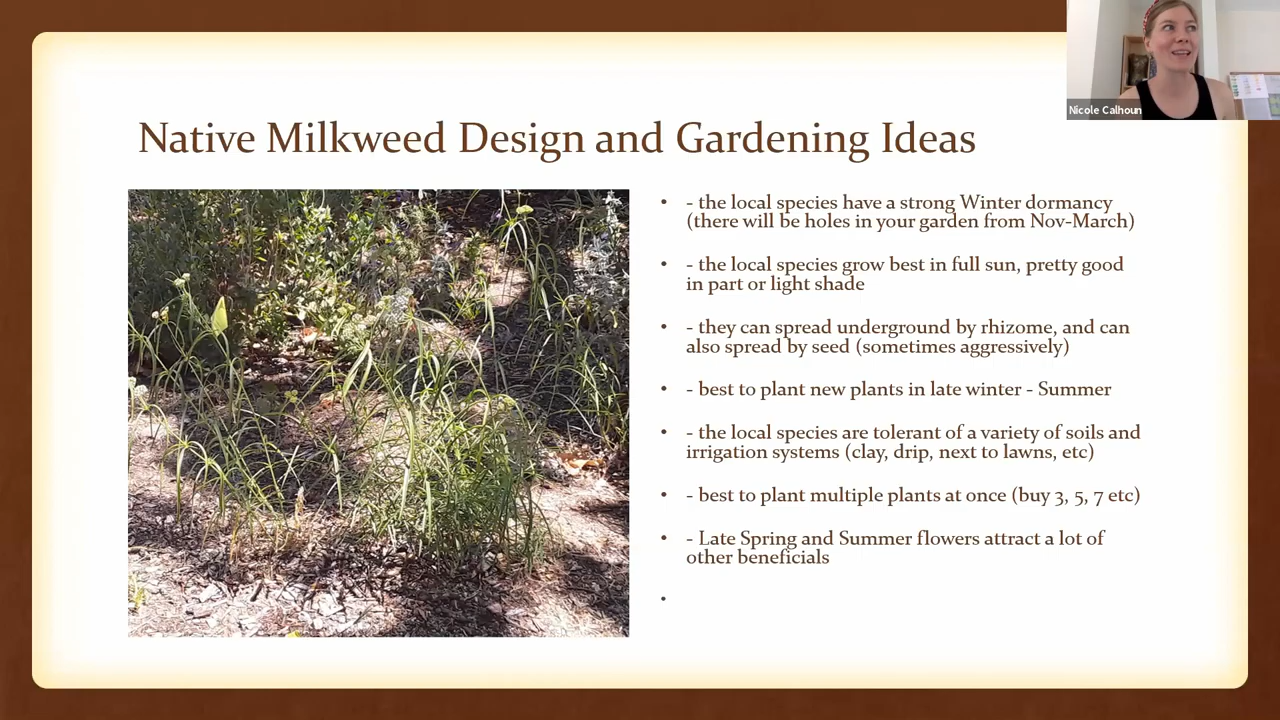 Nicole Calhoun
Native Milkweed Design and Gardening Ideas
• - the local species have a strong Winter dormancy
(there will be holes in your garden from Nov-March)
• - the local species grow best in full sun, pretty good
in part or light shade
• - they can spread underground by rhizome, and can
also spread by seed (sometimes aggressively)
• - best to plant new plants in late winter - Summer
• - the local species are tolerant of a variety of soils and
irrigation systems (clay, drip, next to lawns, etc)
• - best to plant multiple plants at once (buy 3, 5, 7 etc)
• - Late Spring and Summer flowers attract a lot of
other beneficials
•